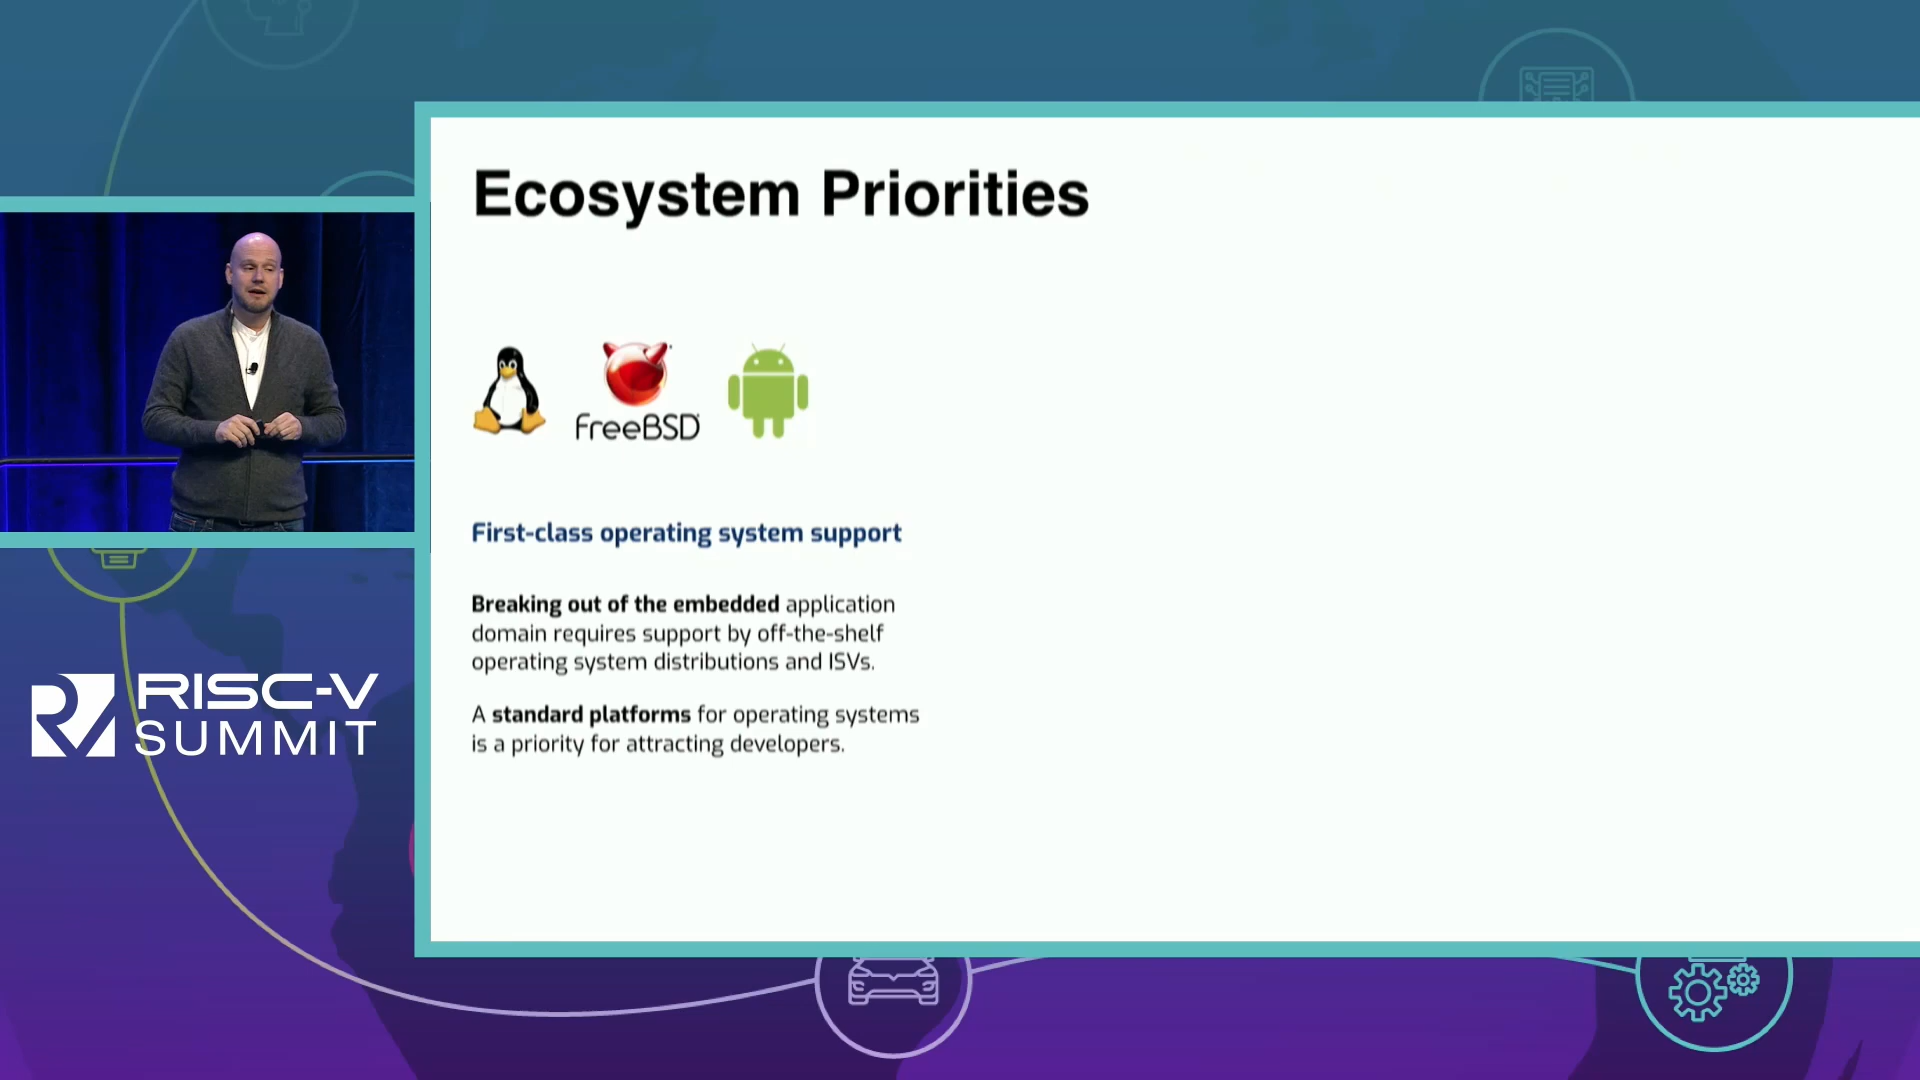 Ecosystem Priorities
FreeBSD
First-class operating system support
Breaking out of the embedded application
domain requires support by off-the-shelf
operating system distributions and ISVs.
A standard platforms for operating systems
is a priority for attracting developers.
RISC-V
SUMMIT